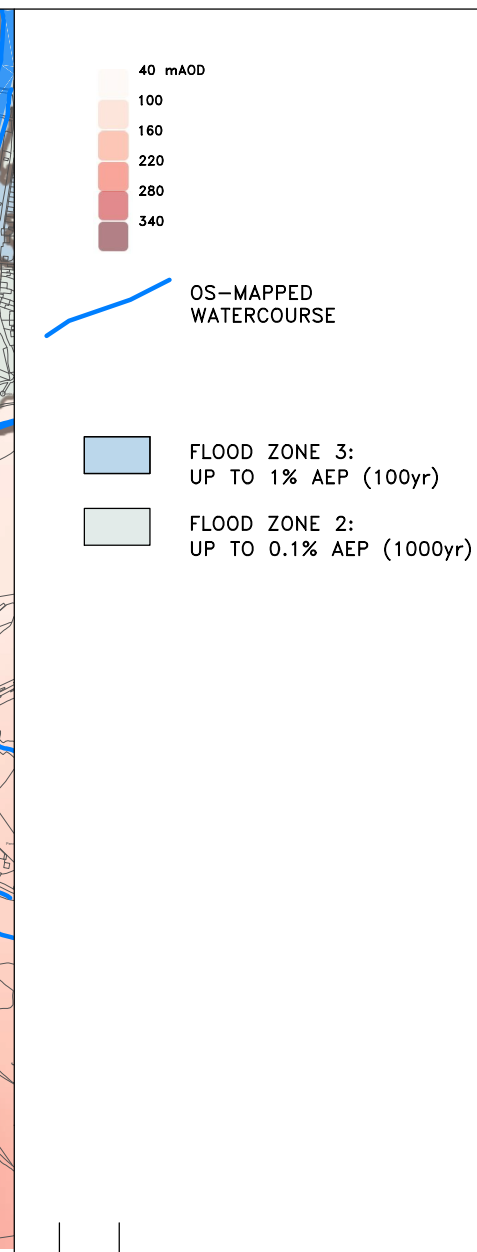 40 mAOD
100
160
220
280
340
OS-MAPPED
WATERCOURSE
FLOOD ZONE 3:
UP TO 1% AEP (100yr)
FLOOD ZONE 2:
UP TO 0.1% AEP (1000yr)